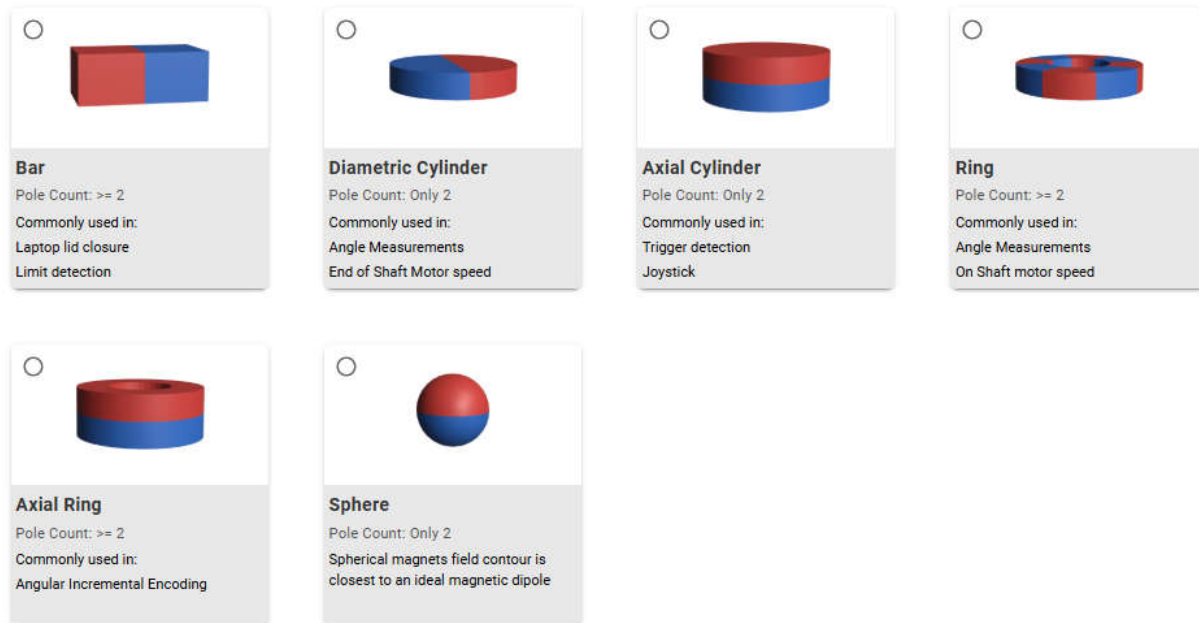 Bar
Pole Count: >= 2
Commonly used in:
Laptop lid closure
Limit detection
Diametric Cylinder
Pole Count: Only 2
Commonly used in:
Angle Measurements
End of Shaft Motor speed
Axial Cylinder
Pole Count: Only 2
Commonly used in:
Trigger detection
Joystick
Ring
Pole Count: >= 2
Commonly used in:
Angle Measurements
On Shaft motor speed
Axial Ring
Pole Count: >= 2
Commonly used in:
Angular Incremental Encoding
Sphere
Pole Count: Only 2
Spherical magnets field contour is
closest to an ideal magnetic dipole